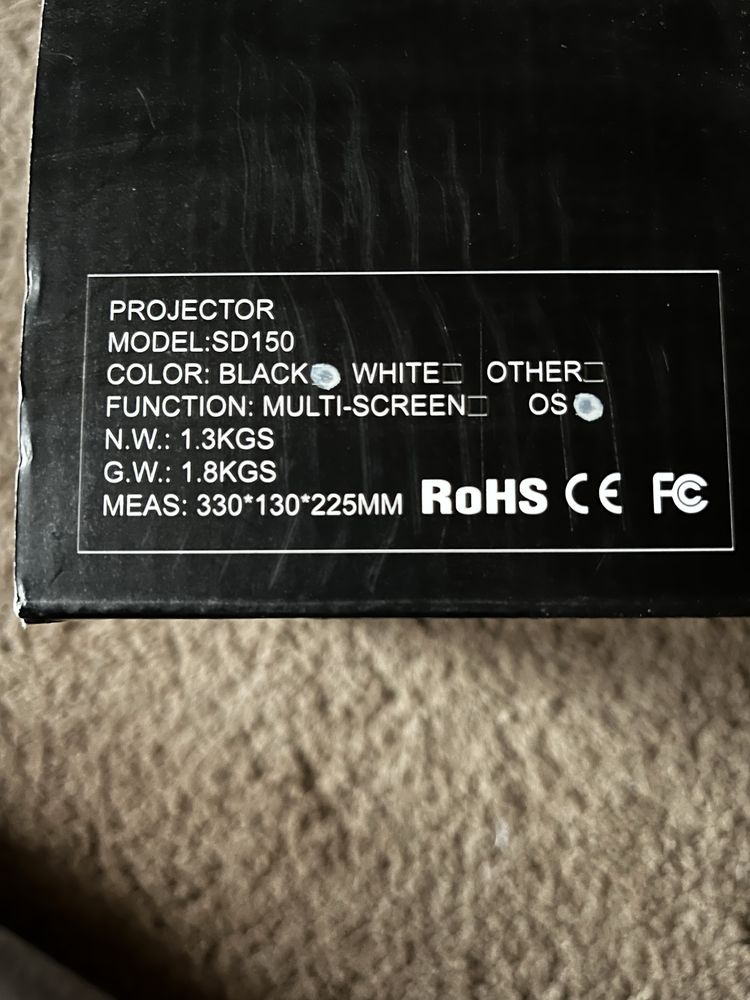 PROJECTOR
MODEL:SD150
COLOR: BLACK WHITE□ OTHER□
FUNCTION: MULTI-SCREEN□ OS
N.W.: 1.3KGS
G.W.: 1.8KGS
MEAS: 330*130*225MM RoHS CE FC